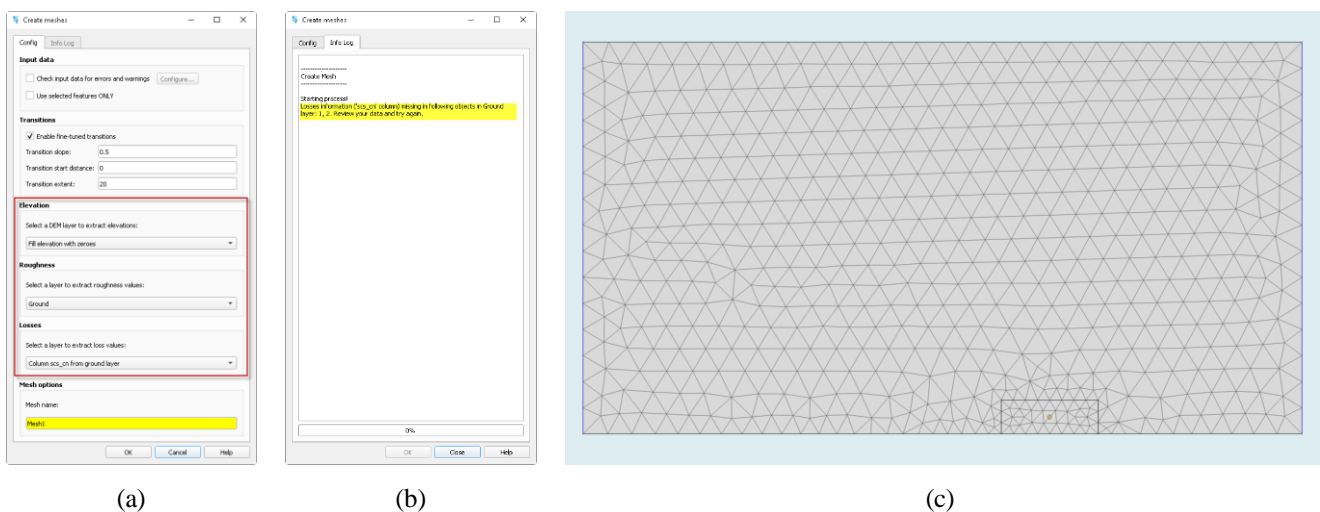 Create meshes
Config Info Log
Input data
Check input data for errors and warnings Configure...
Use selected features ONLY
Transitions
Enable fine-tuned transitions
Transition slope: 0.5
Transition start distance: 0
Transition extent: 20
Elevation
Select a DEM layer to extract elevations:
Fill elevation with zeroes
Roughness
Select a layer to extract roughness values:
Ground
Losses
Select a layer to extract loss values:
Column scs_cn from ground layer
Mesh options
Mesh name:
Mesh1
OK Cancel Help
(a)
Create meshes
Config Info Log
--------------------
Create Mesh
--------------------
Starting process!
Losses information ('scs_cn' column) missing in following objects in Ground
layer: 1, 2. Review your data and try again.
0%
OK Close Help
(b)
(c)